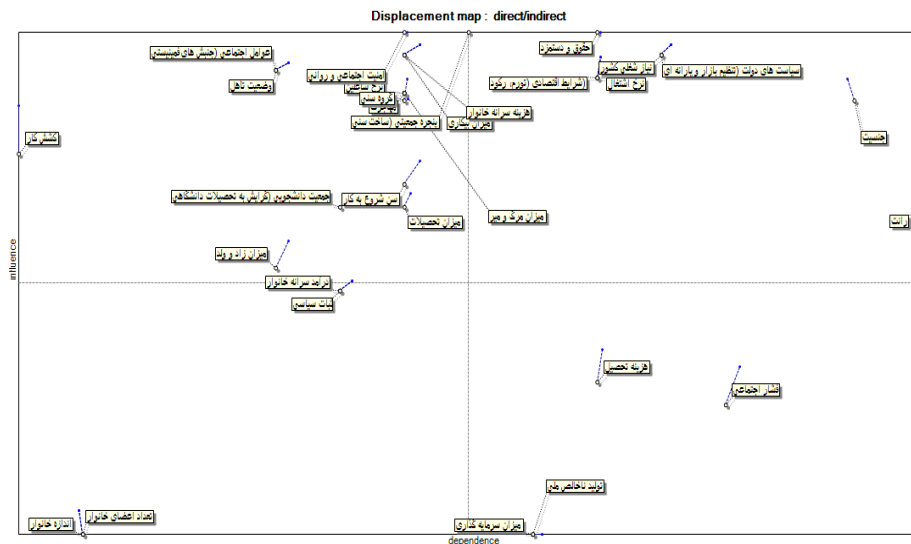 Displacement map : direct/indirect
حقوق و دستمزد
عوامل اجتماعی (جنبش های فمینیستی
نیاز شغلی کشور
سیاست های دولت (تنظیم بازار و یارانه ای
امنیت اجتماعی و روانی
وضعیت تاهل
(شرایط اقتصادی (تورم، رکود
نرخ اشتغال
گروه سنی
هزینه سرانه خانوار
پنجره جمعیتی (ساخت سنی
میزان بیکاری
جنسیت
کشش کار
جمعیت دانشجویی (گرایش به تحصیلات دانشگاهی
سن شروع به کار
میزان تحصیلات
میزان مرگ و میر
رانت
میزان زاد و ولد
influence
درآمد سرانه خانوار
ثبات سیاسی
هزینه تحصیل
فشار اجتماعی
تولید ناخالص ملی
تعداد اعضای خانوار
اندازه خانوار
میزان سرمایه گذاری
dependence